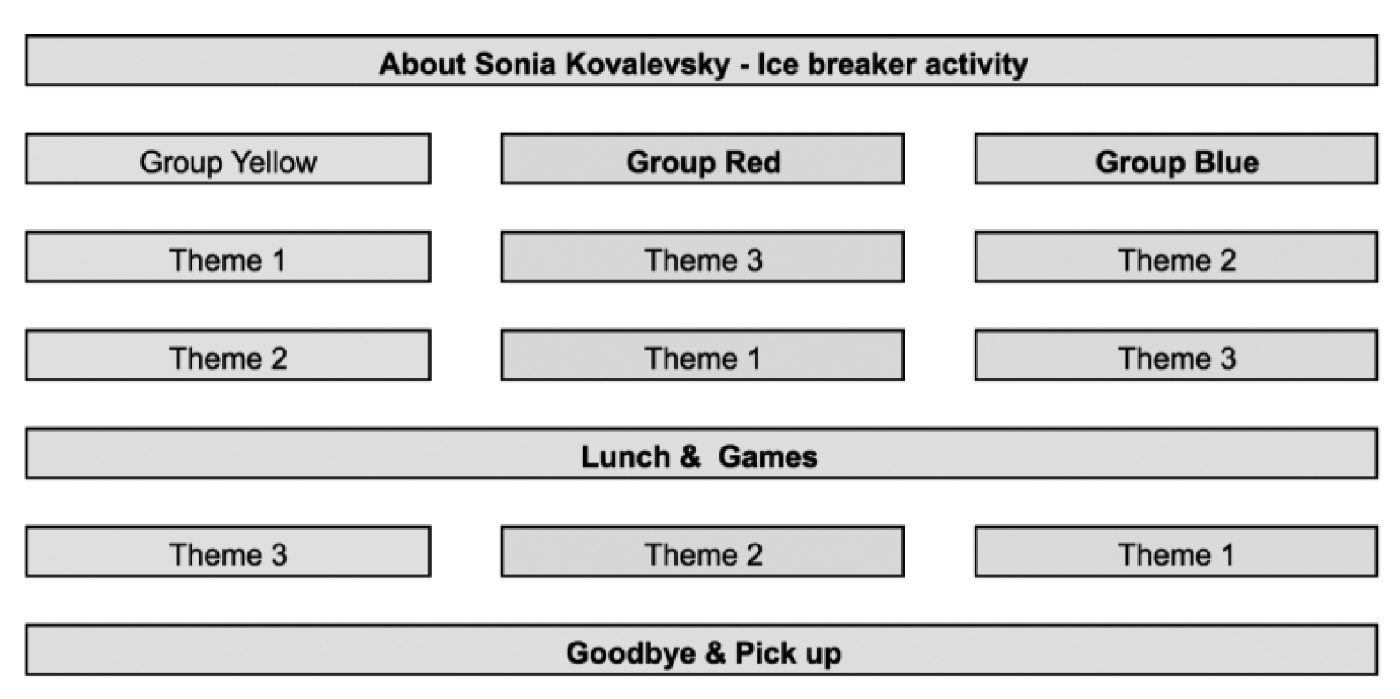 About Sonia Kovalevsky - Ice breaker activity
Group Yellow Group Red Group Blue
Theme 1 Theme 3 Theme 2
Theme 2 Theme 1 Theme 3
Lunch & Games
Theme 3 Theme 2 Theme 1
Goodbye & Pick up